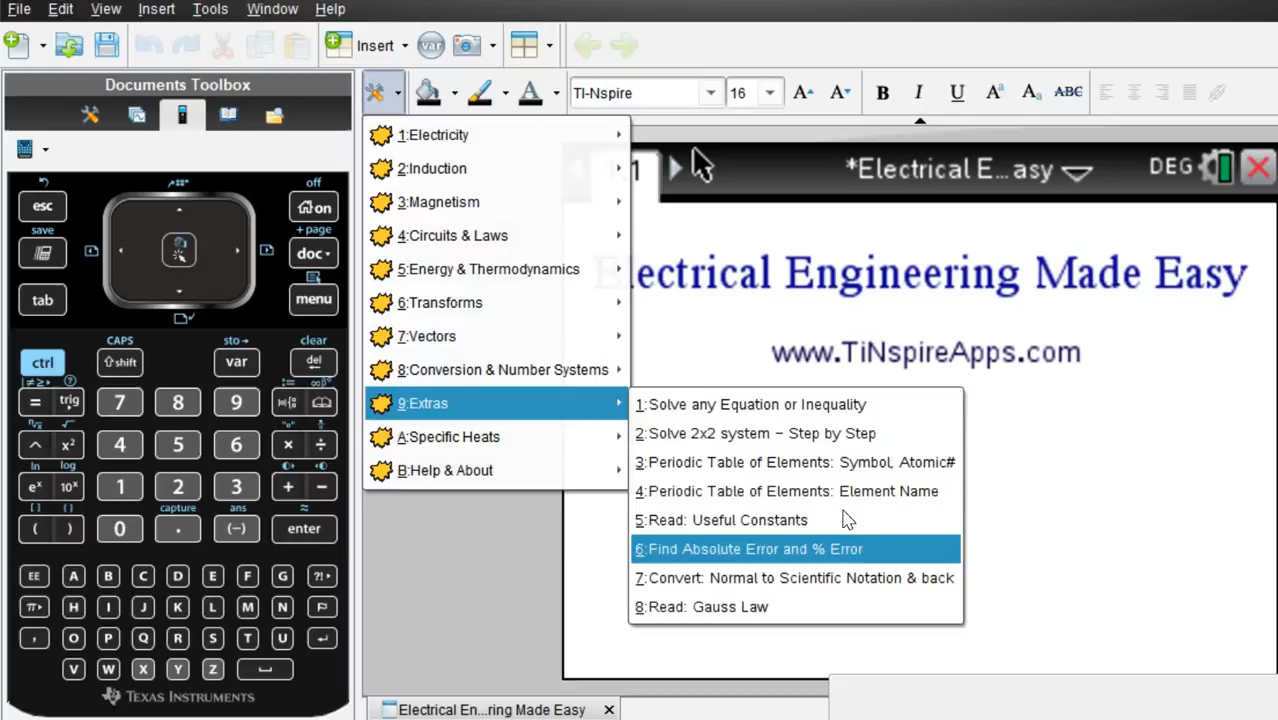 File Edit View Insert Tools Window Help
Insert var
Documents Toolbox
TI-Nspire 16 A A B I U A A ABC
1:Electricity
2:Induction
3:Magnetism
4:Circuits & Laws
5:Energy & Thermodynamics
6:Transforms
7:Vectors
8:Conversion & Number Systems
9:Extras
A:Specific Heats
B:Help & About
1:Solve any Equation or Inequality
2:Solve 2x2 system – Step by Step
3:Periodic Table of Elements: Symbol, Atomic#
4:Periodic Table of Elements: Element Name
5:Read: Useful Constants
6:Find Absolute Error and % Error
7:Convert: Normal to Scientific Notation & back
8:Read: Gauss Law
*Electrical E...asy DEG
Electrical Engineering Made Easy
www.TiNspireApps.com
off
esc on
save + page
doc
tab menu
CAPS sto→ clear
ctrl shift var del
= trig 7 8 9
^ x² 4 5 6 × ÷
ln log
eˣ 10ˣ 1 2 3 + −
[ ] { } capture ans ≈
( ) 0 . (−) enter
EE A B C D E F G ?!
π H I J K L M N
, O P Q R S T U
V W X Y Z
TEXAS INSTRUMENTS
Electrical En...ring Made Easy